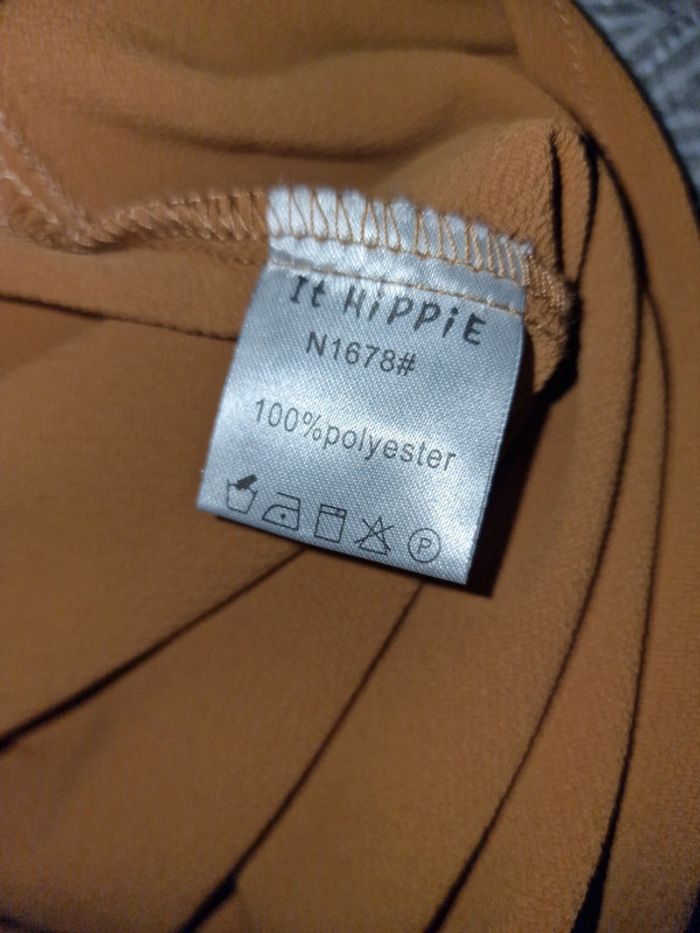 It HiPPiE
N1678#
100%polyester
P